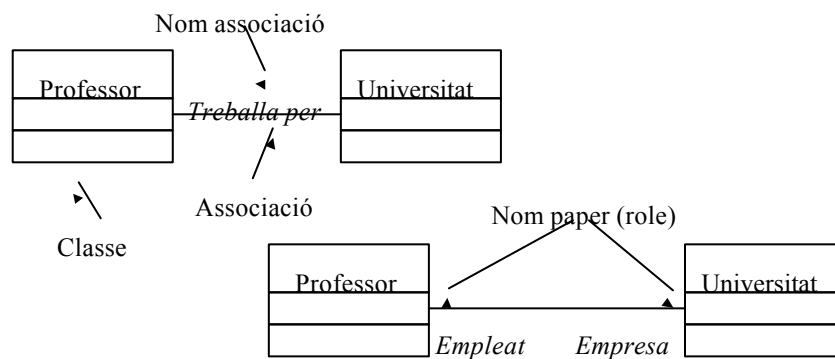 Nom associació
Professor
Universitat
Treballa per
Associació
Nom paper (role)
Classe
Professor
Universitat
Empleat
Empresa